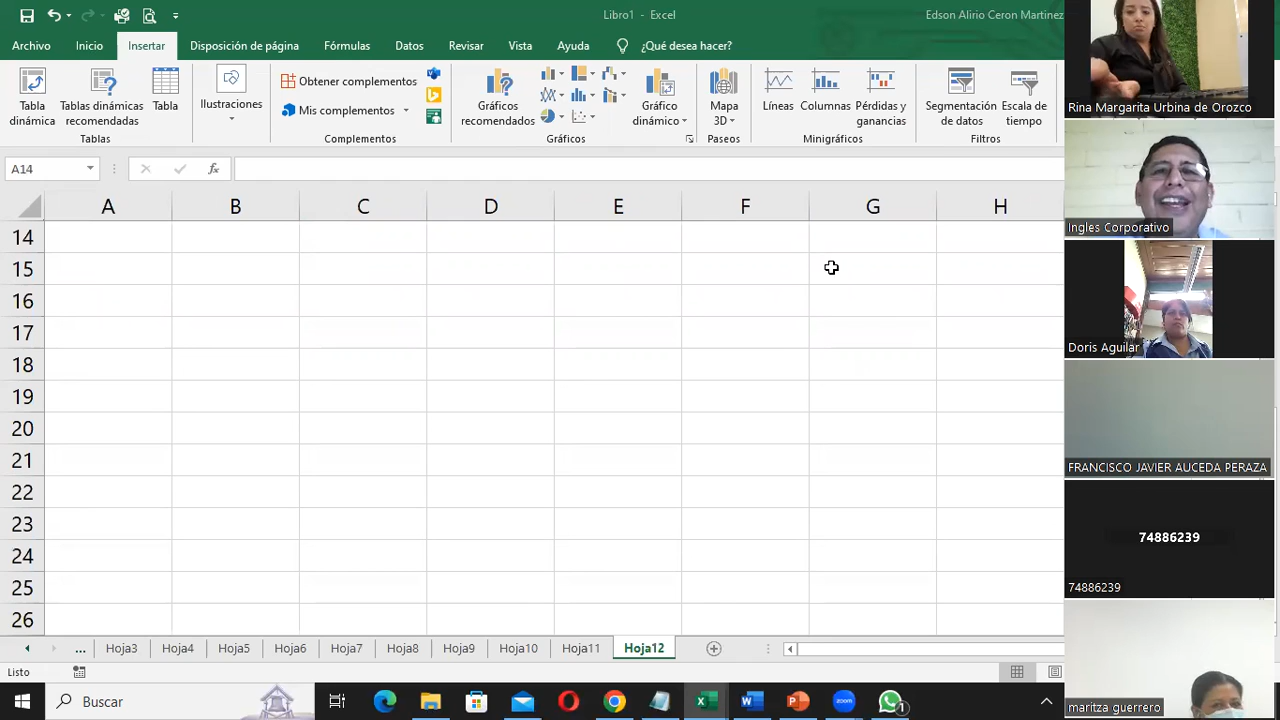 Libro1 - Excel
Edson Alirio Ceron Martinez
Archivo Inicio Insertar Disposición de página Fórmulas Datos Revisar Vista Ayuda ¿Qué desea hacer?
Tabla dinámica
Tablas dinámicas recomendadas
Tabla
Tablas
Ilustraciones
Obtener complementos
Mis complementos
Complementos
Gráficos recomendados
Gráfico dinámico
Gráficos
Mapa 3D
Paseos
Líneas
Columnas
Pérdidas y ganancias
Minigráficos
Segmentación de datos
Escala de tiempo
Filtros
A14 fx
A B C D E F G H
14
15
16
17
18
19
20
21
22
23
24
25
26
... Hoja3 Hoja4 Hoja5 Hoja6 Hoja7 Hoja8 Hoja9 Hoja10 Hoja11 Hoja12
Listo
Buscar
zoom
1
Rina Margarita Urbina de Orozco
Ingles Corporativo
Doris Aguilar
FRANCISCO JAVIER AUCEDA PERAZA
74886239
74886239
maritza guerrero